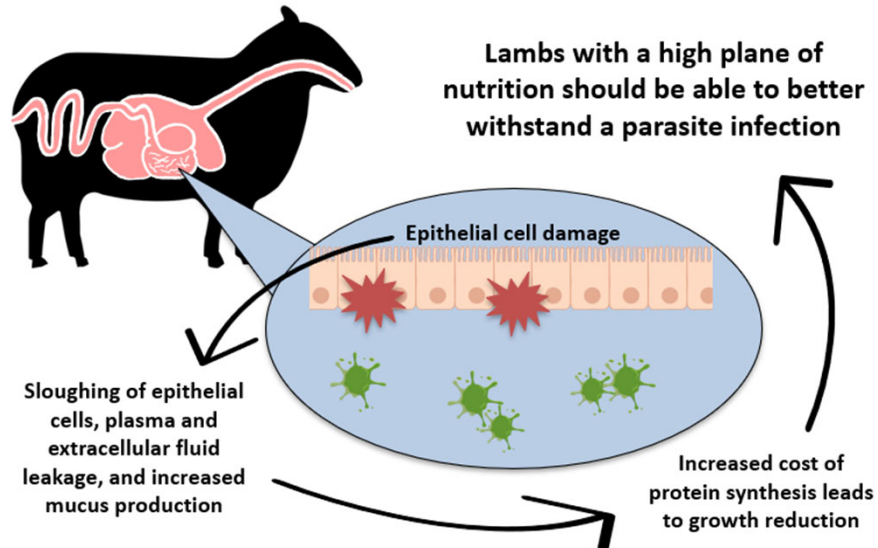 Lambs with a high plane of
nutrition should be able to better
withstand a parasite infection
Epithelial cell damage
Sloughing of epithelial
cells, plasma and
extracellular fluid
leakage, and increased
mucus production
Increased cost of
protein synthesis leads
to growth reduction